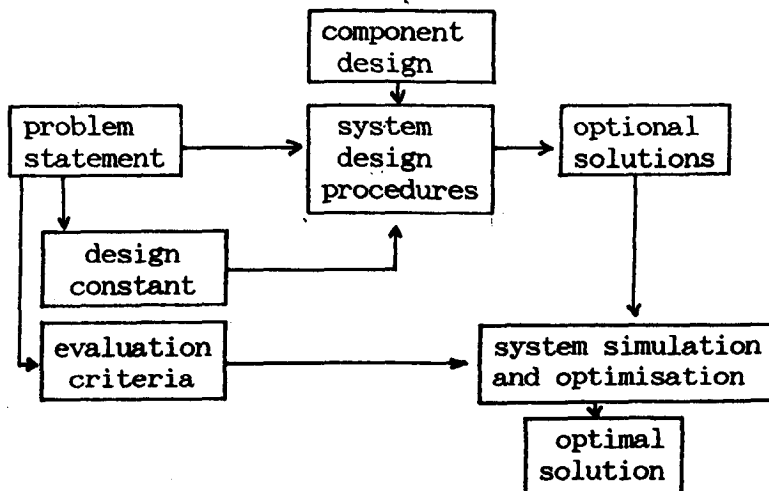 component
design
problem
statement
system
design
procedures
optional
solutions
design
constant
evaluation
criteria
system simulation
and optimisation
optimal
solution